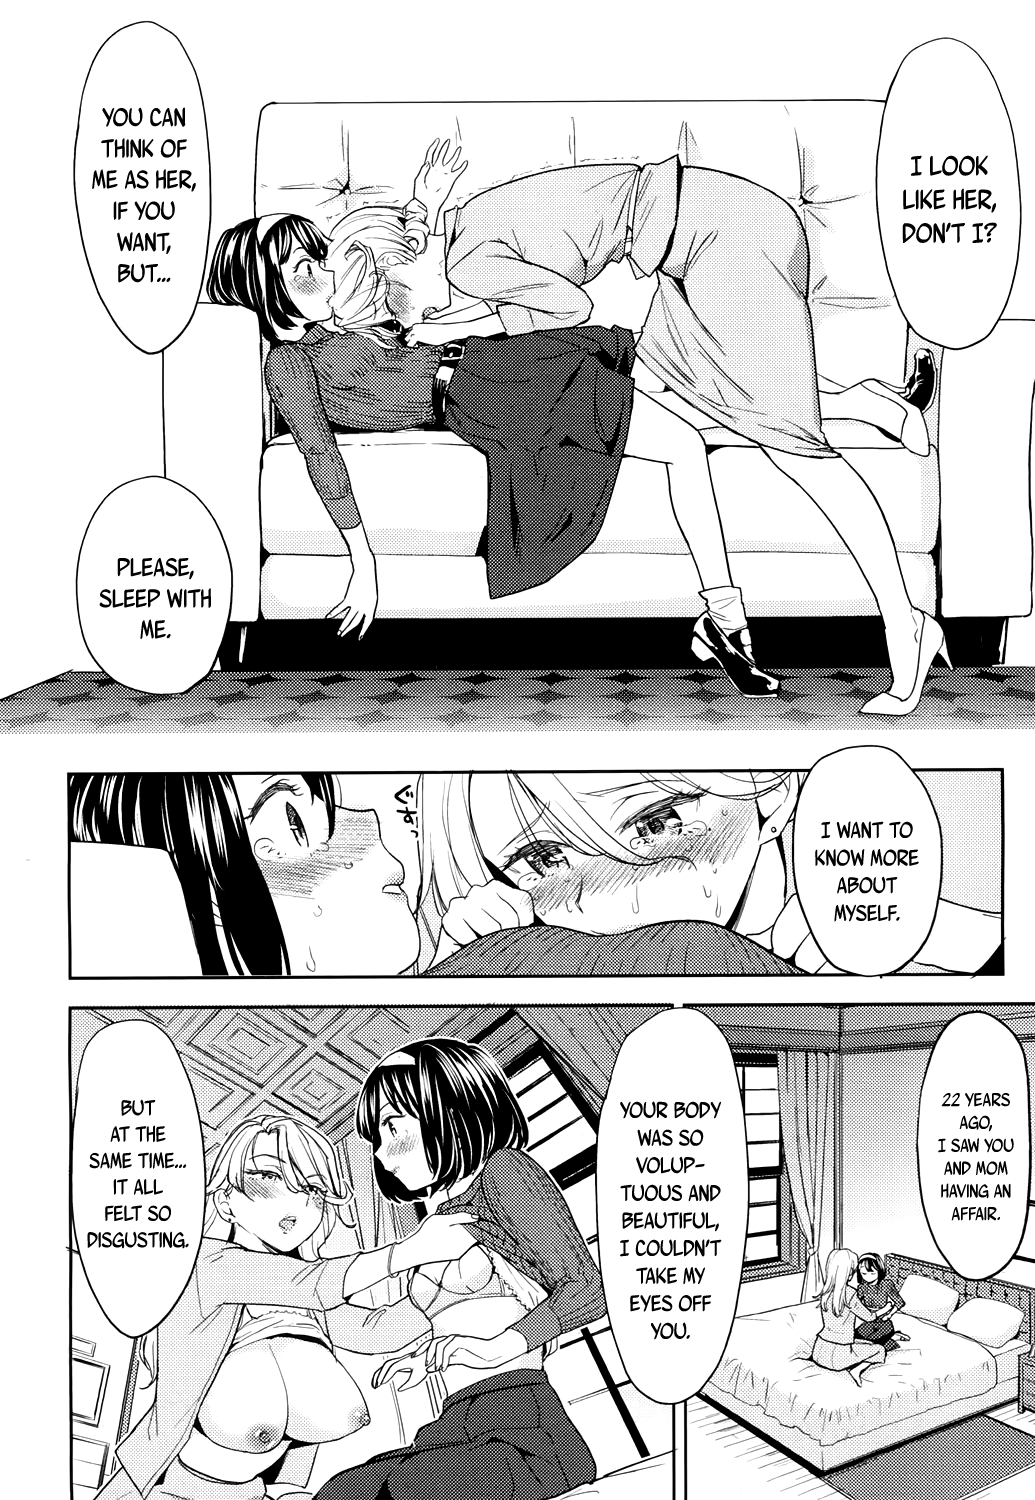 I LOOK
LIKE HER,
DON'T I?
YOU CAN
THINK OF
ME AS HER,
IF YOU
WANT,
BUT...
PLEASE,
SLEEP WITH
ME.
I WANT TO
KNOW MORE
ABOUT
MYSELF.
22 YEARS
AGO,
I SAW YOU
AND MOM
HAVING AN
AFFAIR.
YOUR BODY
WAS SO
VOLUP-
TUOUS AND
BEAUTIFUL,
I COULDN'T
TAKE MY
EYES OFF
YOU.
BUT
AT THE
SAME TIME...
IT ALL
FELT SO
DISGUSTING.